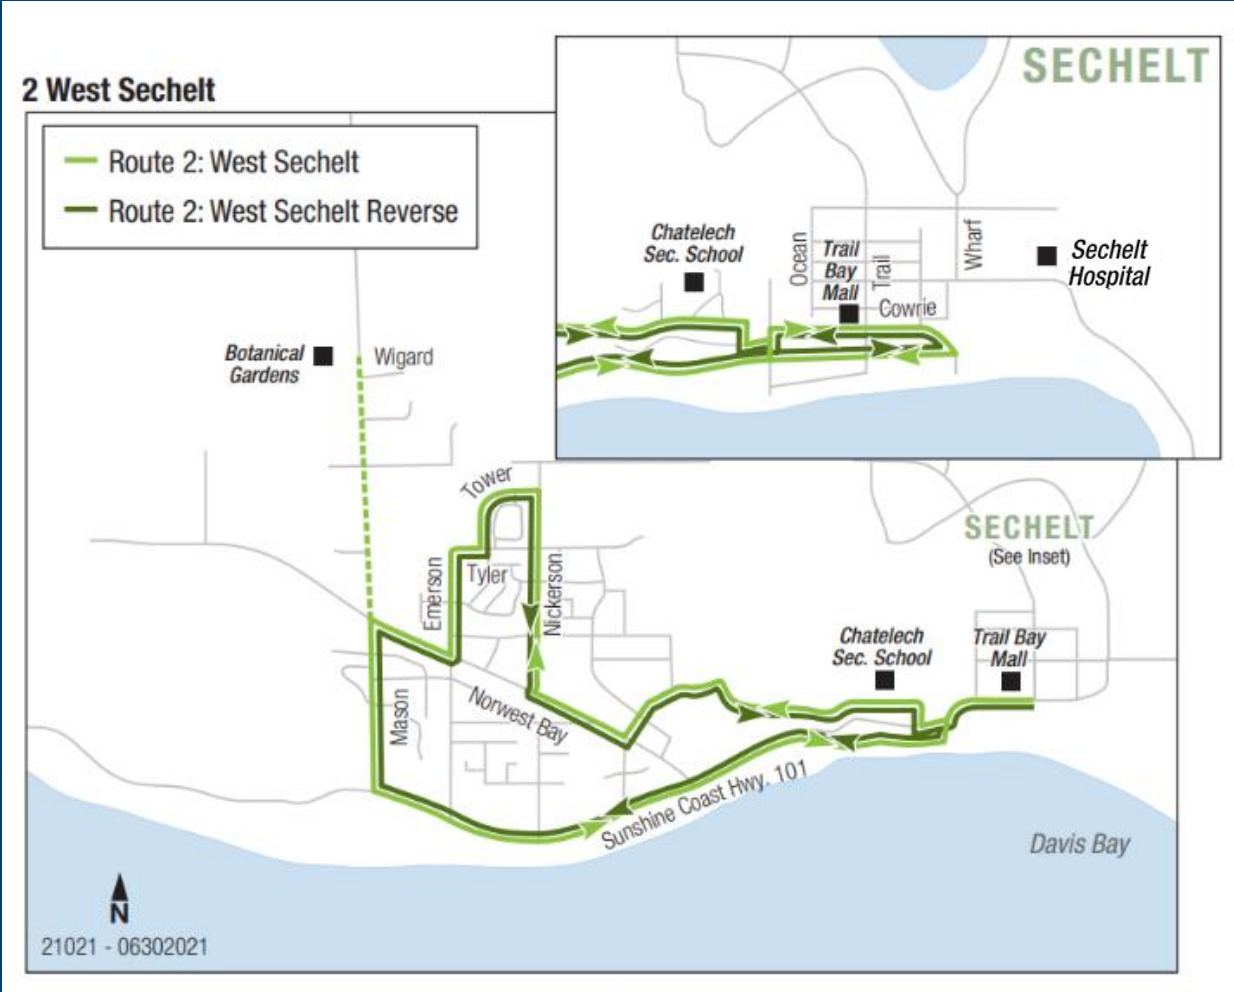 2 West Sechelt
Route 2: West Sechelt
Route 2: West Sechelt Reverse
SECHELT
Chatelech
Sec. School
Ocean
Trail
Bay
Mall
Trail
Wharf
Sechelt
Hospital
Cowrie
Botanical
Gardens
Wigard
Tower
Emerson
Tyler
Nickerson
SECHELT
(See Inset)
Chatelech
Sec. School
Trail Bay
Mall
Mason
Norwest Bay
Sunshine Coast Hwy. 101
Davis Bay
N
21021 - 06302021